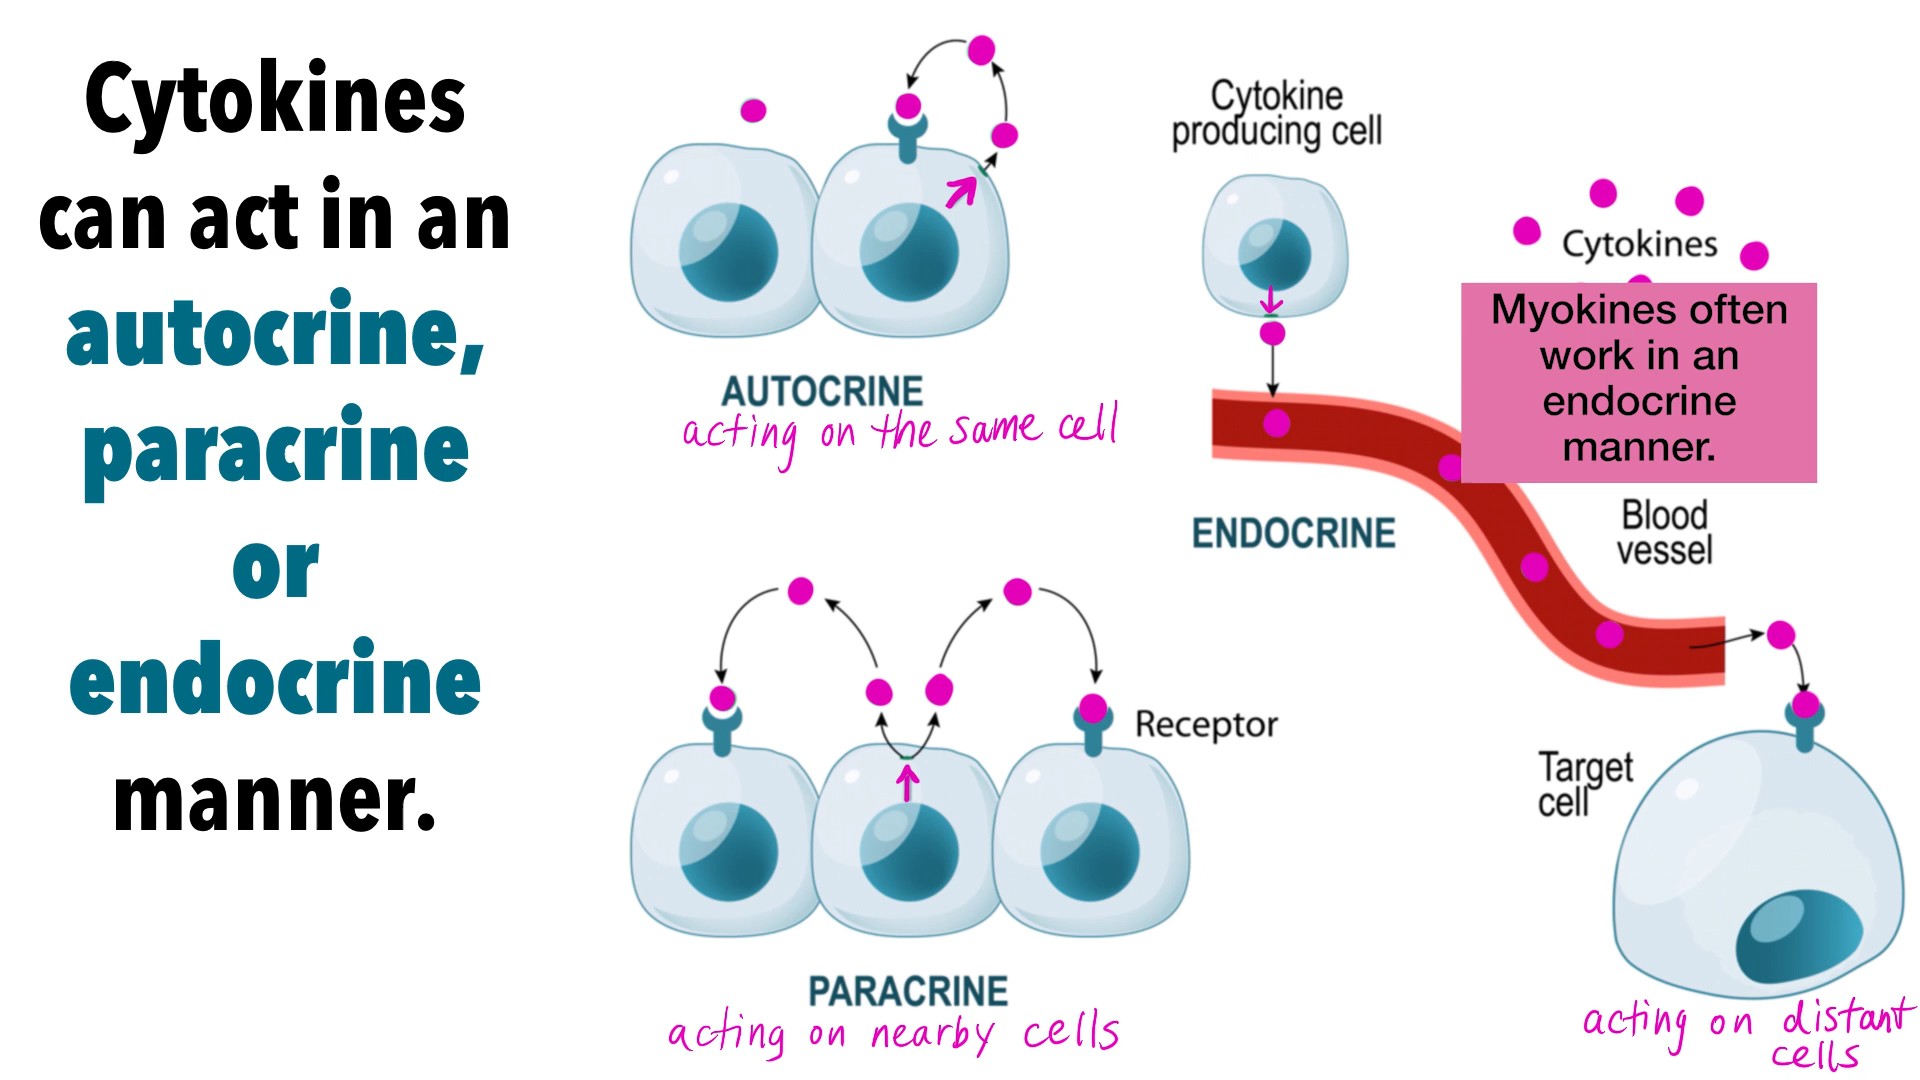 Cytokines
can act in an
autocrine,
paracrine
or
endocrine
manner.
AUTOCRINE
acting on the same cell
PARACRINE
acting on nearby cells
Receptor
Cytokine
producing cell
Cytokines
Myokines often
work in an
endocrine
manner.
ENDOCRINE
Blood
vessel
Target
cell
acting on distant
cells